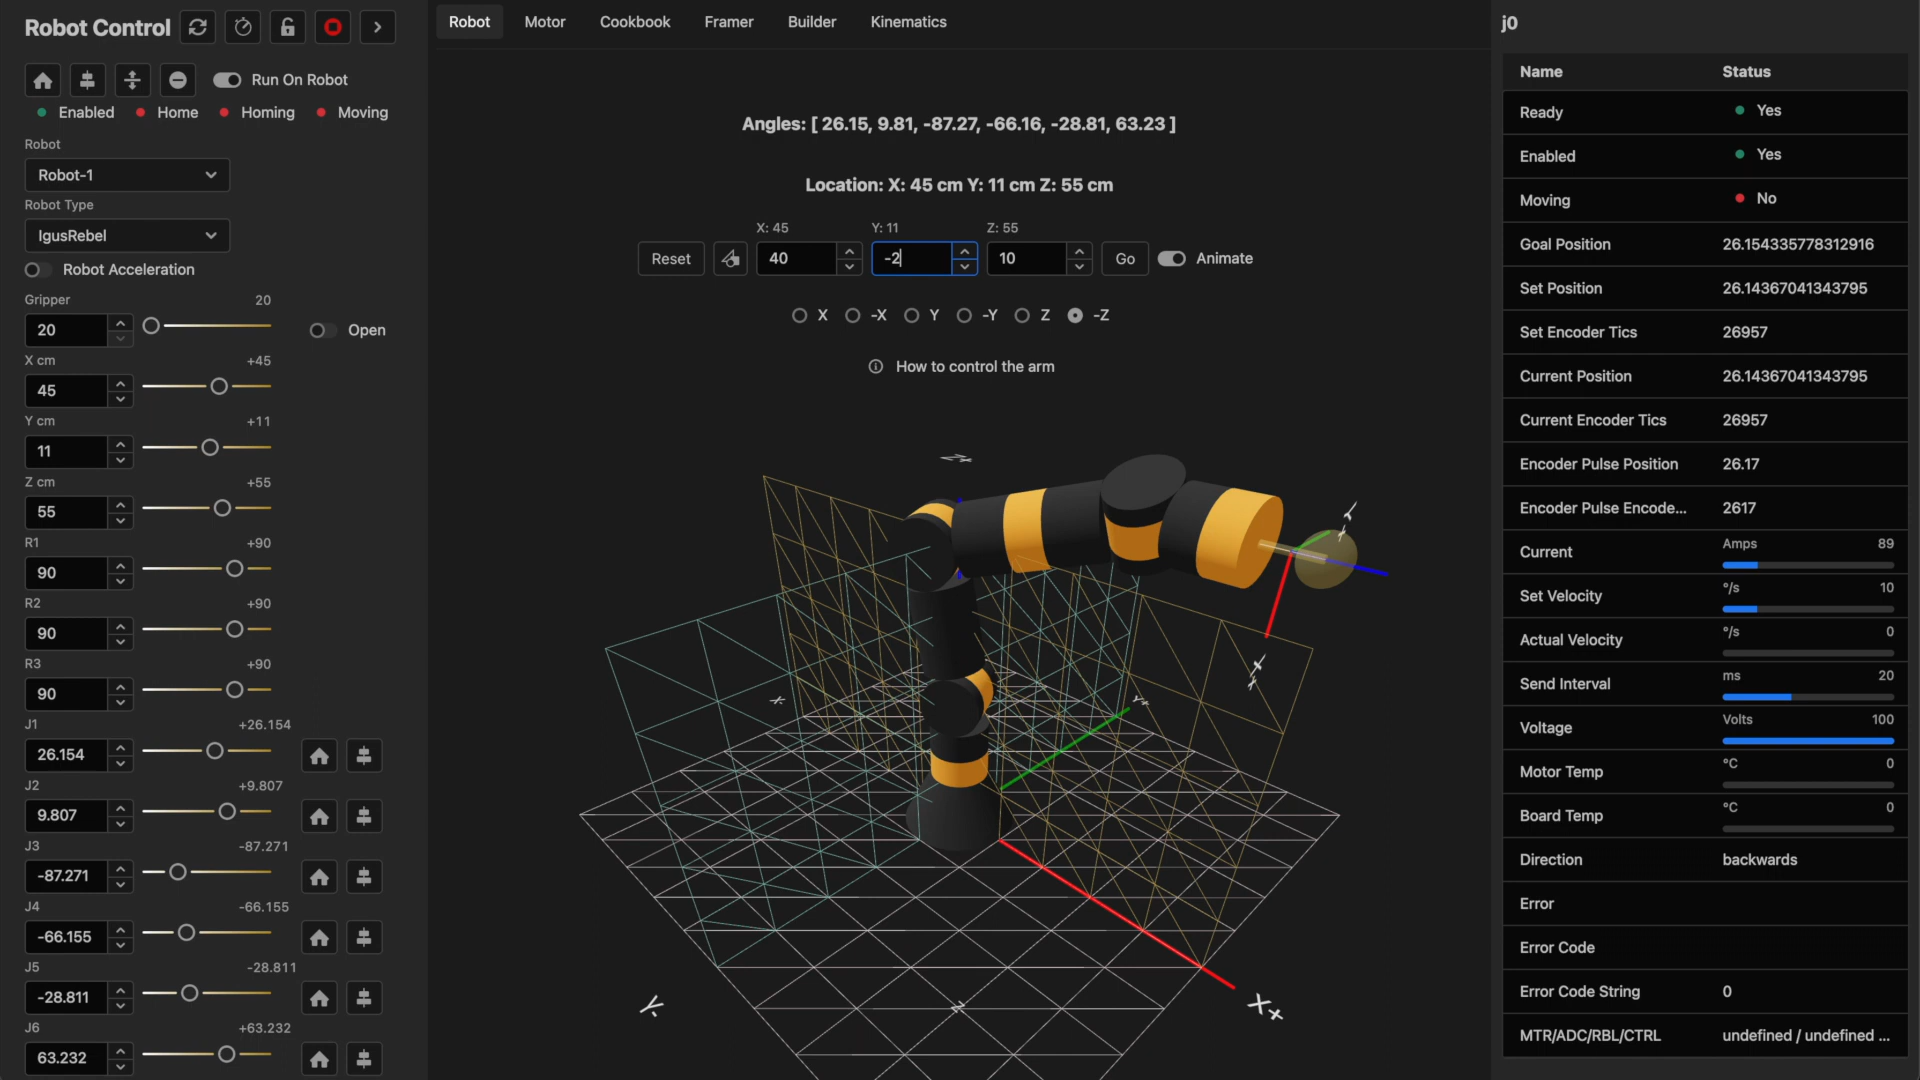 Robot Control
Run On Robot
Enabled Home Homing Moving
Robot
Robot-1
Robot Type
IgusRebel
Robot Acceleration
Gripper 20
20 Open
X cm +45
45
Y cm +11
11
Z cm +55
55
R1 +90
90
R2 +90
90
R3 +90
90
J1 +26.154
26.154
J2 +9.807
9.807
J3 -87.271
-87.271
J4 -66.155
-66.155
J5 -28.811
-28.811
J6 +63.232
63.232
Robot Motor Cookbook Framer Builder Kinematics
Angles: [ 26.15, 9.81, -87.27, -66.16, -28.81, 63.23 ]
Location: X: 45 cm Y: 11 cm Z: 55 cm
X: 45 Y: 11 Z: 55
Reset 40 -2 10 Go Animate
X -X Y -Y Z -Z
How to control the arm
X+
j0
Name Status
Ready Yes
Enabled Yes
Moving No
Goal Position 26.154335778312916
Set Position 26.14367041343795
Set Encoder Tics 26957
Current Position 26.14367041343795
Current Encoder Tics 26957
Encoder Pulse Position 26.17
Encoder Pulse Encode... 2617
Current Amps 89
Set Velocity °/s 10
Actual Velocity °/s 0
Send Interval ms 20
Voltage Volts 100
Motor Temp °C 0
Board Temp °C 0
Direction backwards
Error
Error Code
Error Code String 0
MTR/ADC/RBL/CTRL undefined / undefined ...